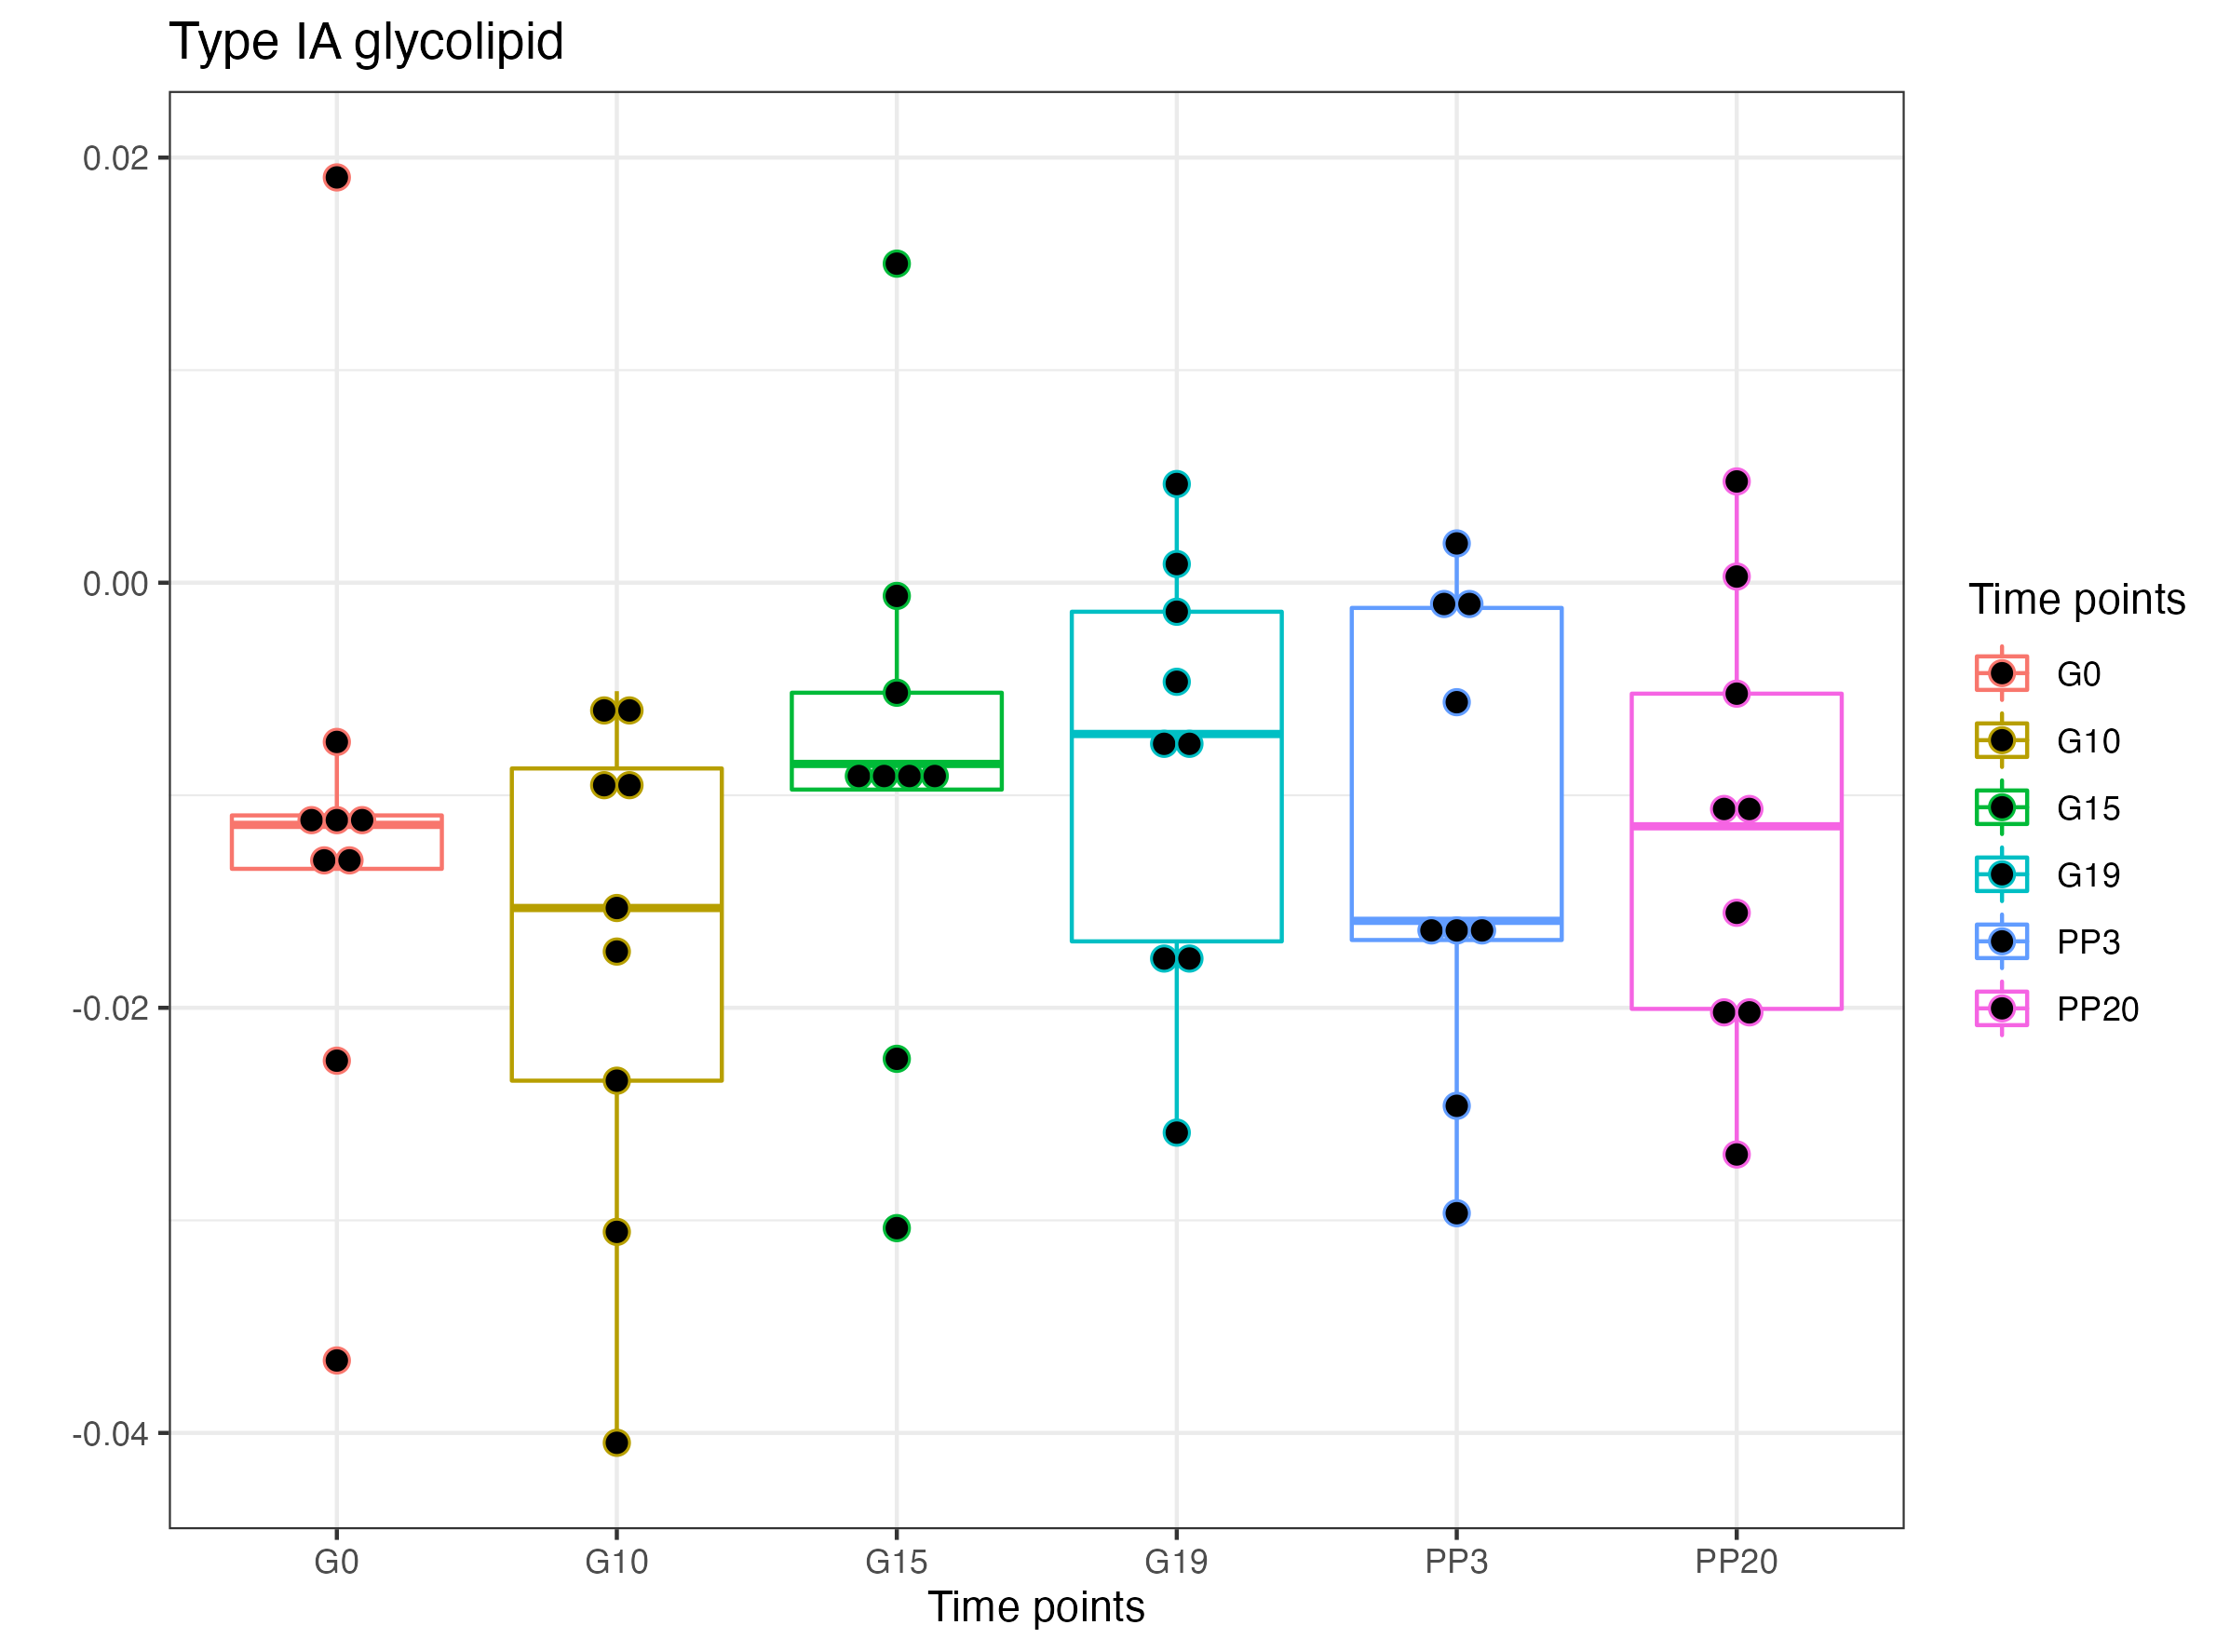 Type IA glycolipid
0.02
0.00
-0.02
-0.04
G0 G10 G15 G19 PP3 PP20
Time points
Time points
G0
G10
G15
G19
PP3
PP20